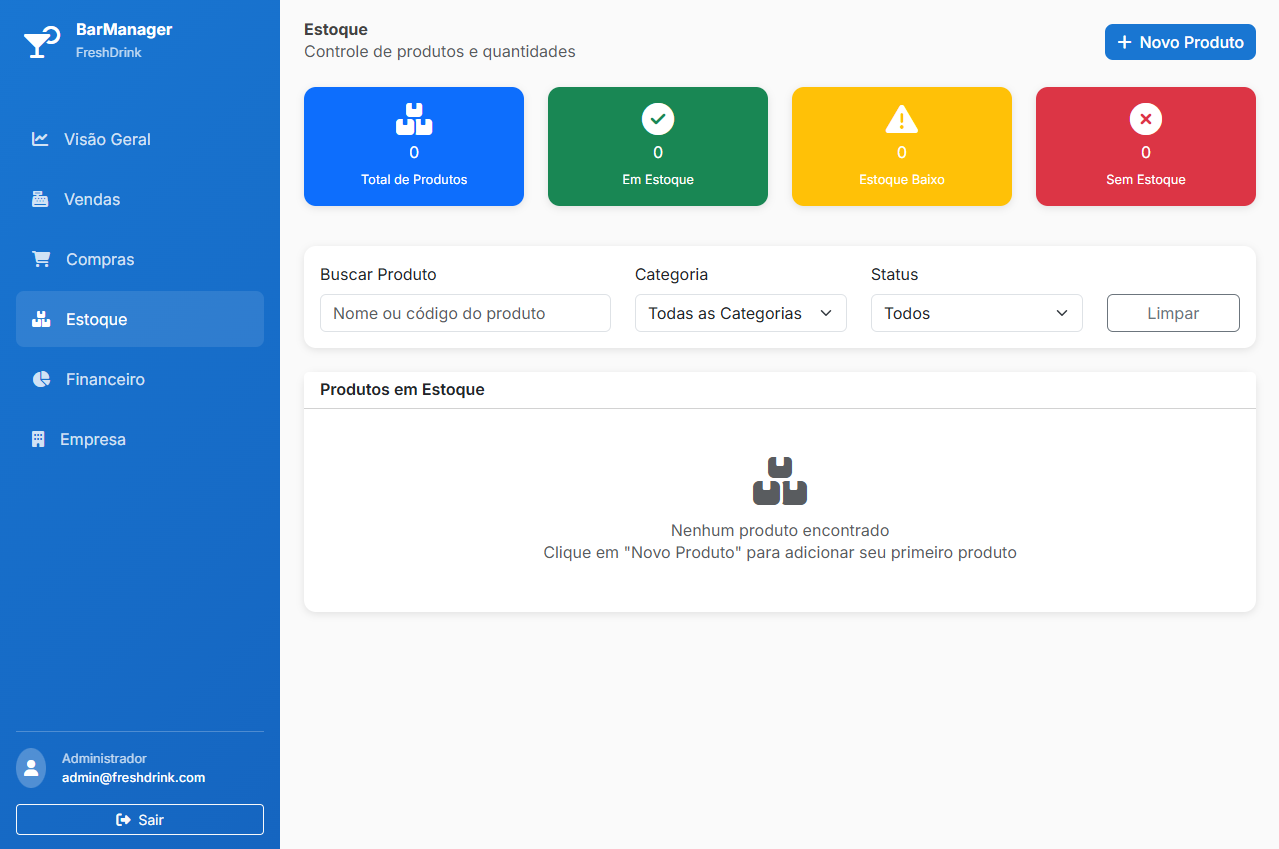 BarManager
FreshDrink
Visão Geral
Vendas
Compras
Estoque
Financeiro
Empresa
Administrador
admin@freshdrink.com
Sair
Estoque
Controle de produtos e quantidades
Novo Produto
0
Total de Produtos
0
Em Estoque
0
Estoque Baixo
0
Sem Estoque
Buscar Produto
Nome ou código do produto
Categoria
Todas as Categorias
Status
Todos
Limpar
Produtos em Estoque
Nenhum produto encontrado
Clique em "Novo Produto" para adicionar seu primeiro produto